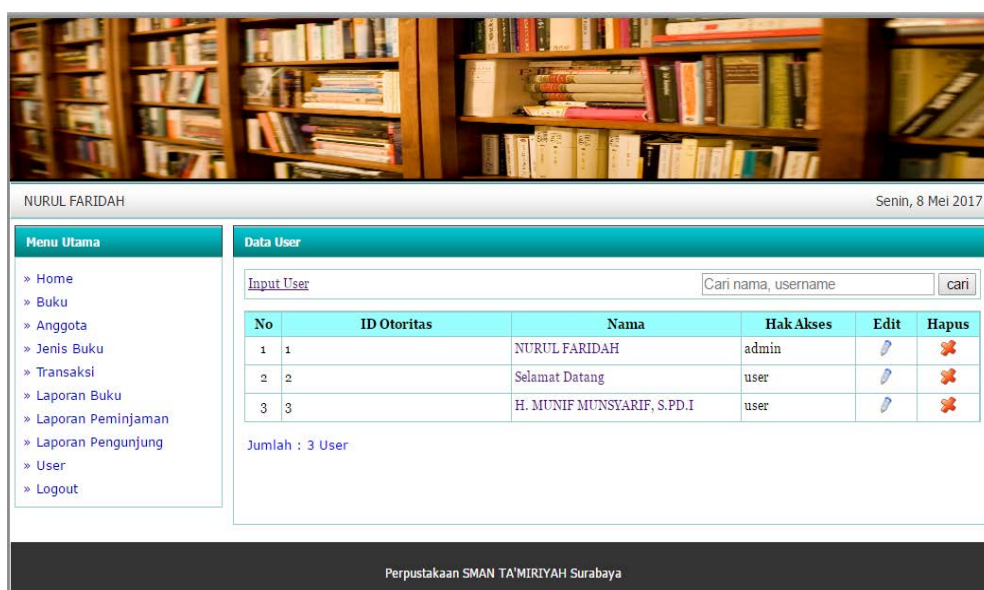 NURUL FARIDAH Senin, 8 Mei 2017
Menu Utama
» Home
» Buku
» Anggota
» Jenis Buku
» Transaksi
» Laporan Buku
» Laporan Peminjaman
» Laporan Pengunjung
» User
» Logout
Data User
Input User Cari nama, username cari
No ID Otoritas Nama Hak Akses Edit Hapus
1 1 NURUL FARIDAH admin
2 2 Selamat Datang user
3 3 H. MUNIF MUNSYARIF, S.PD.I user
Jumlah : 3 User
Perpustakaan SMAN TA'MIRIYAH Surabaya